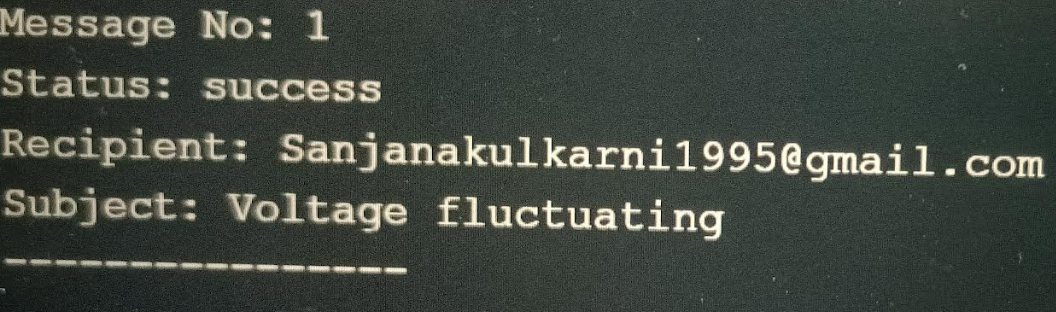 Message No: 1
Status: success
Recipient: Sanjanakulkarni1995@gmail.com
Subject: Voltage fluctuating
----------------